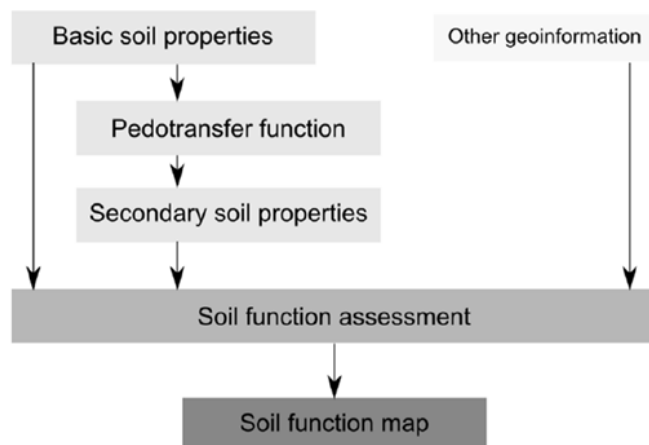 Basic soil properties
Other geoinformation
Pedotransfer function
Secondary soil properties
Soil function assessment
Soil function map